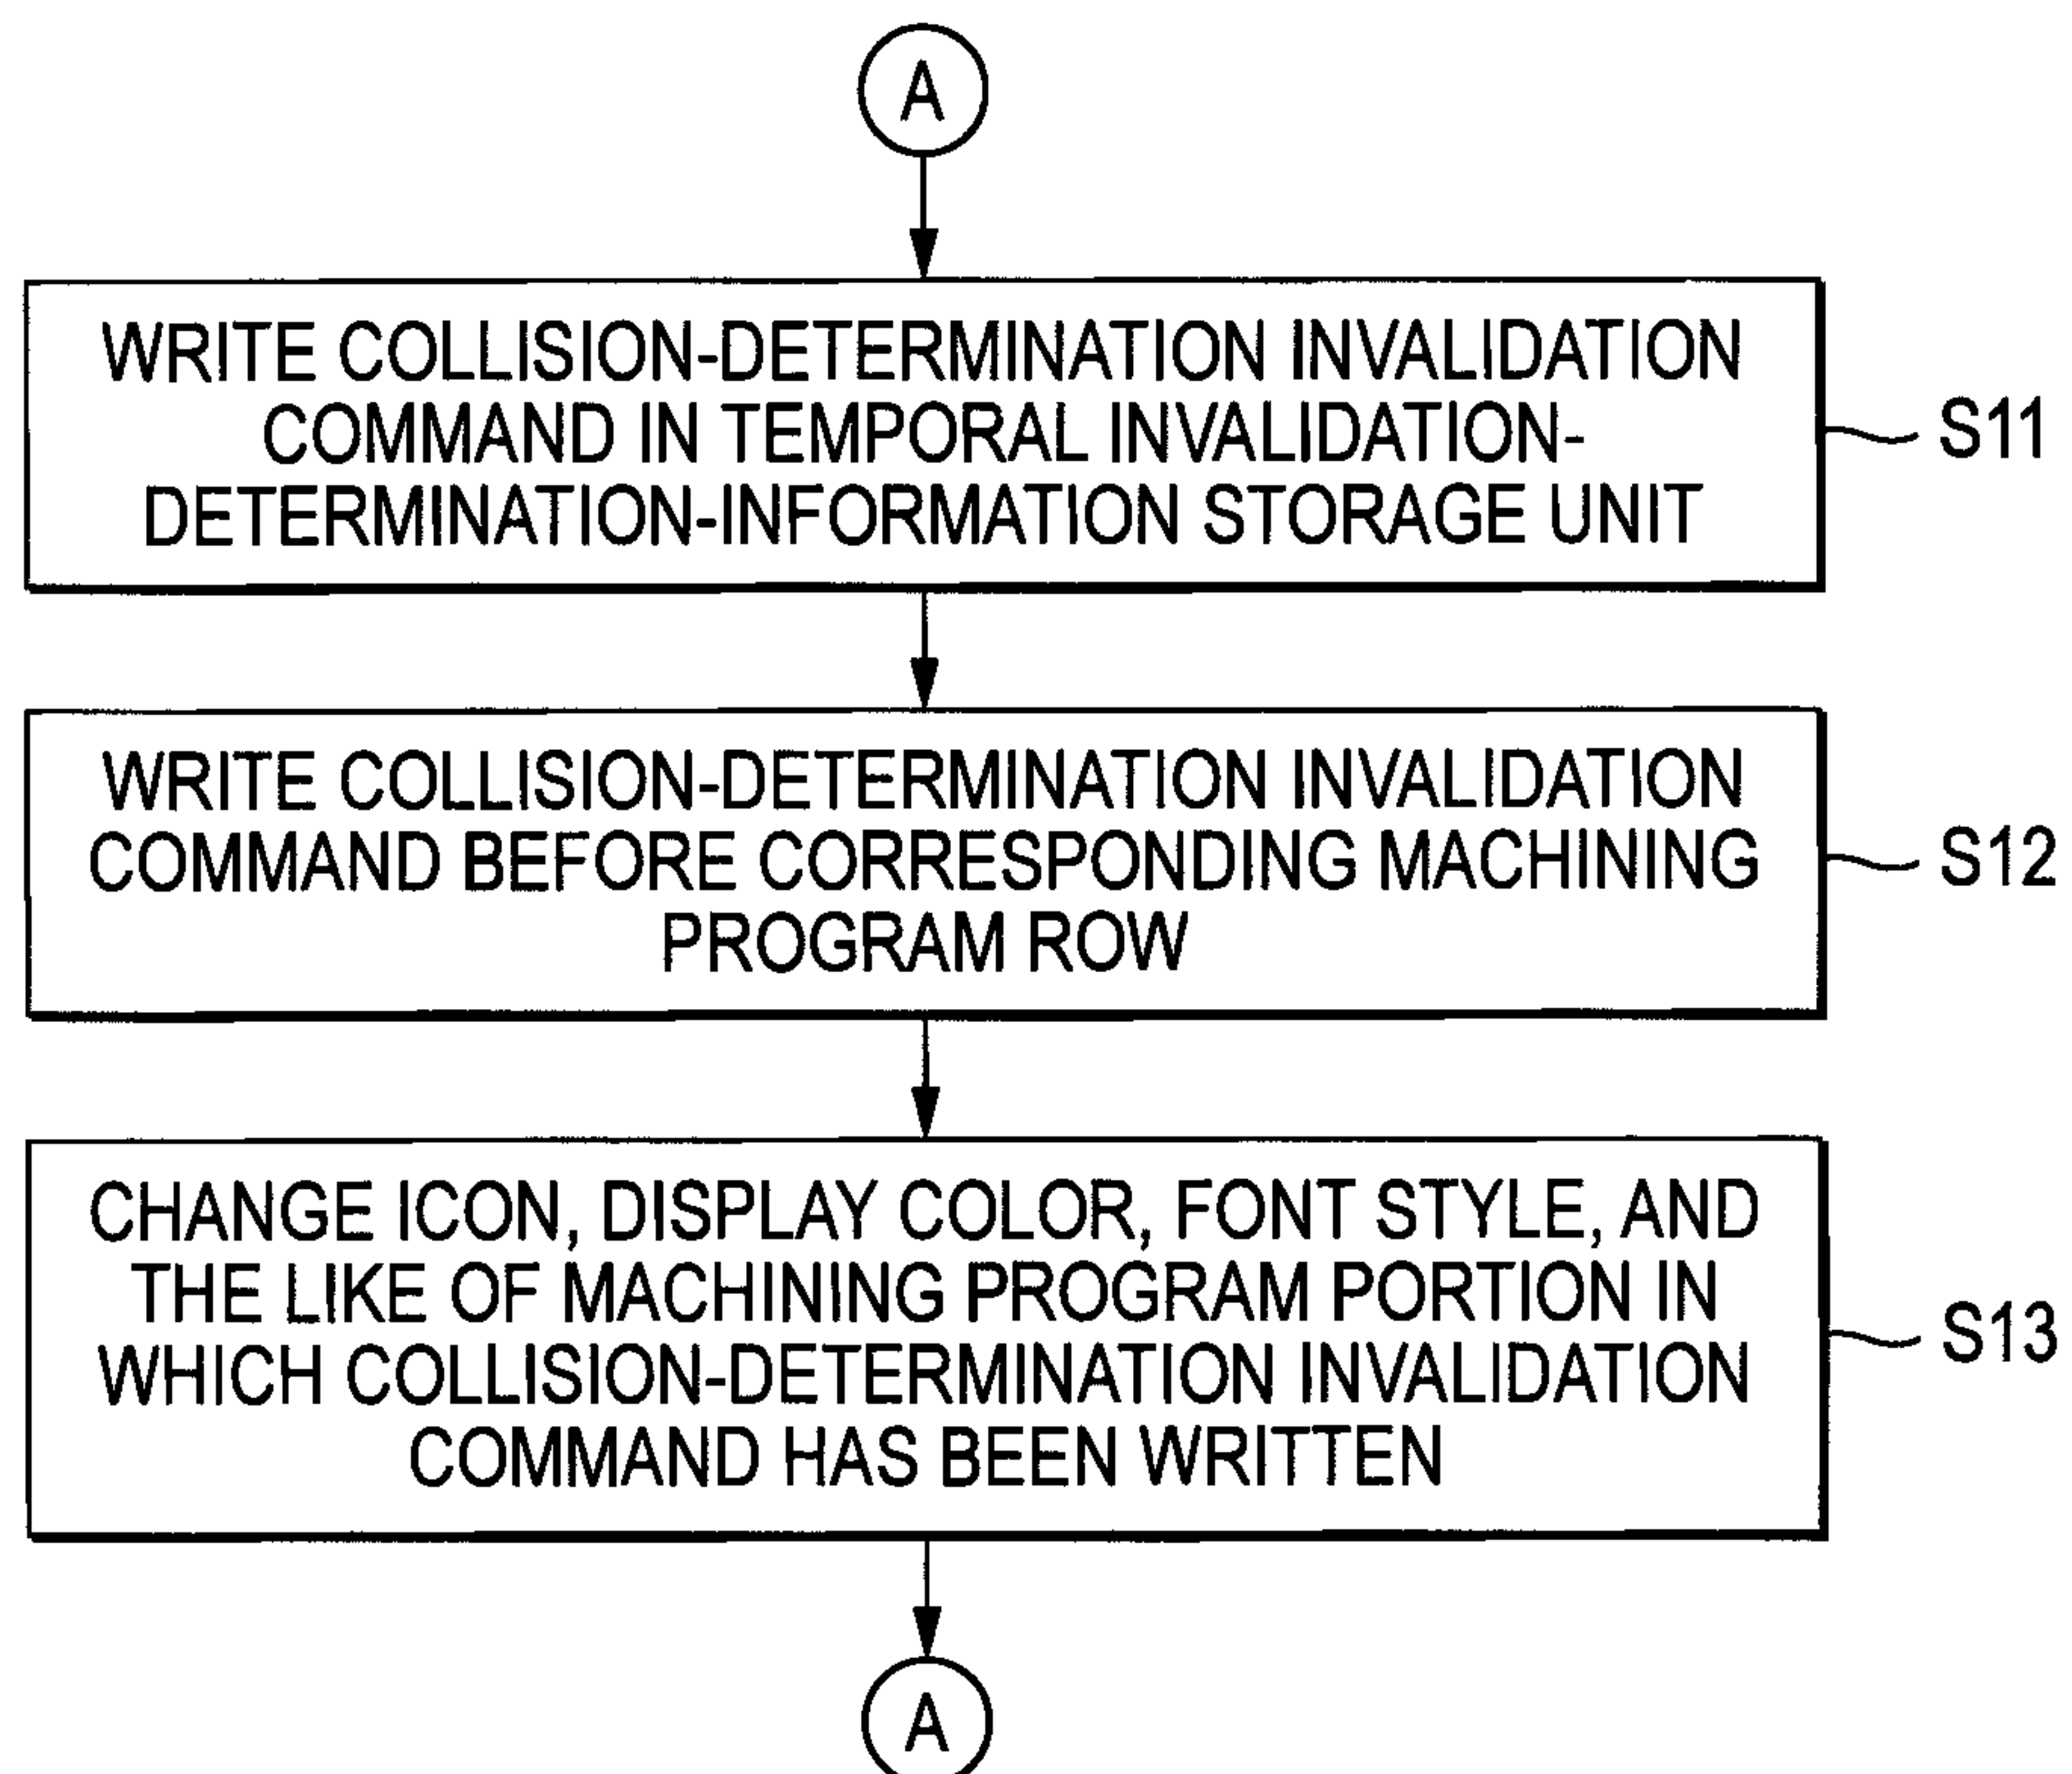 A
WRITE COLLISION-DETERMINATION INVALIDATION
COMMAND IN TEMPORAL INVALIDATION-
DETERMINATION-INFORMATION STORAGE UNIT
S11
WRITE COLLISION-DETERMINATION INVALIDATION
COMMAND BEFORE CORRESPONDING MACHINING
PROGRAM ROW
S12
CHANGE ICON, DISPLAY COLOR, FONT STYLE, AND
THE LIKE OF MACHINING PROGRAM PORTION IN
WHICH COLLISION-DETERMINATION INVALIDATION
COMMAND HAS BEEN WRITTEN
S13
A